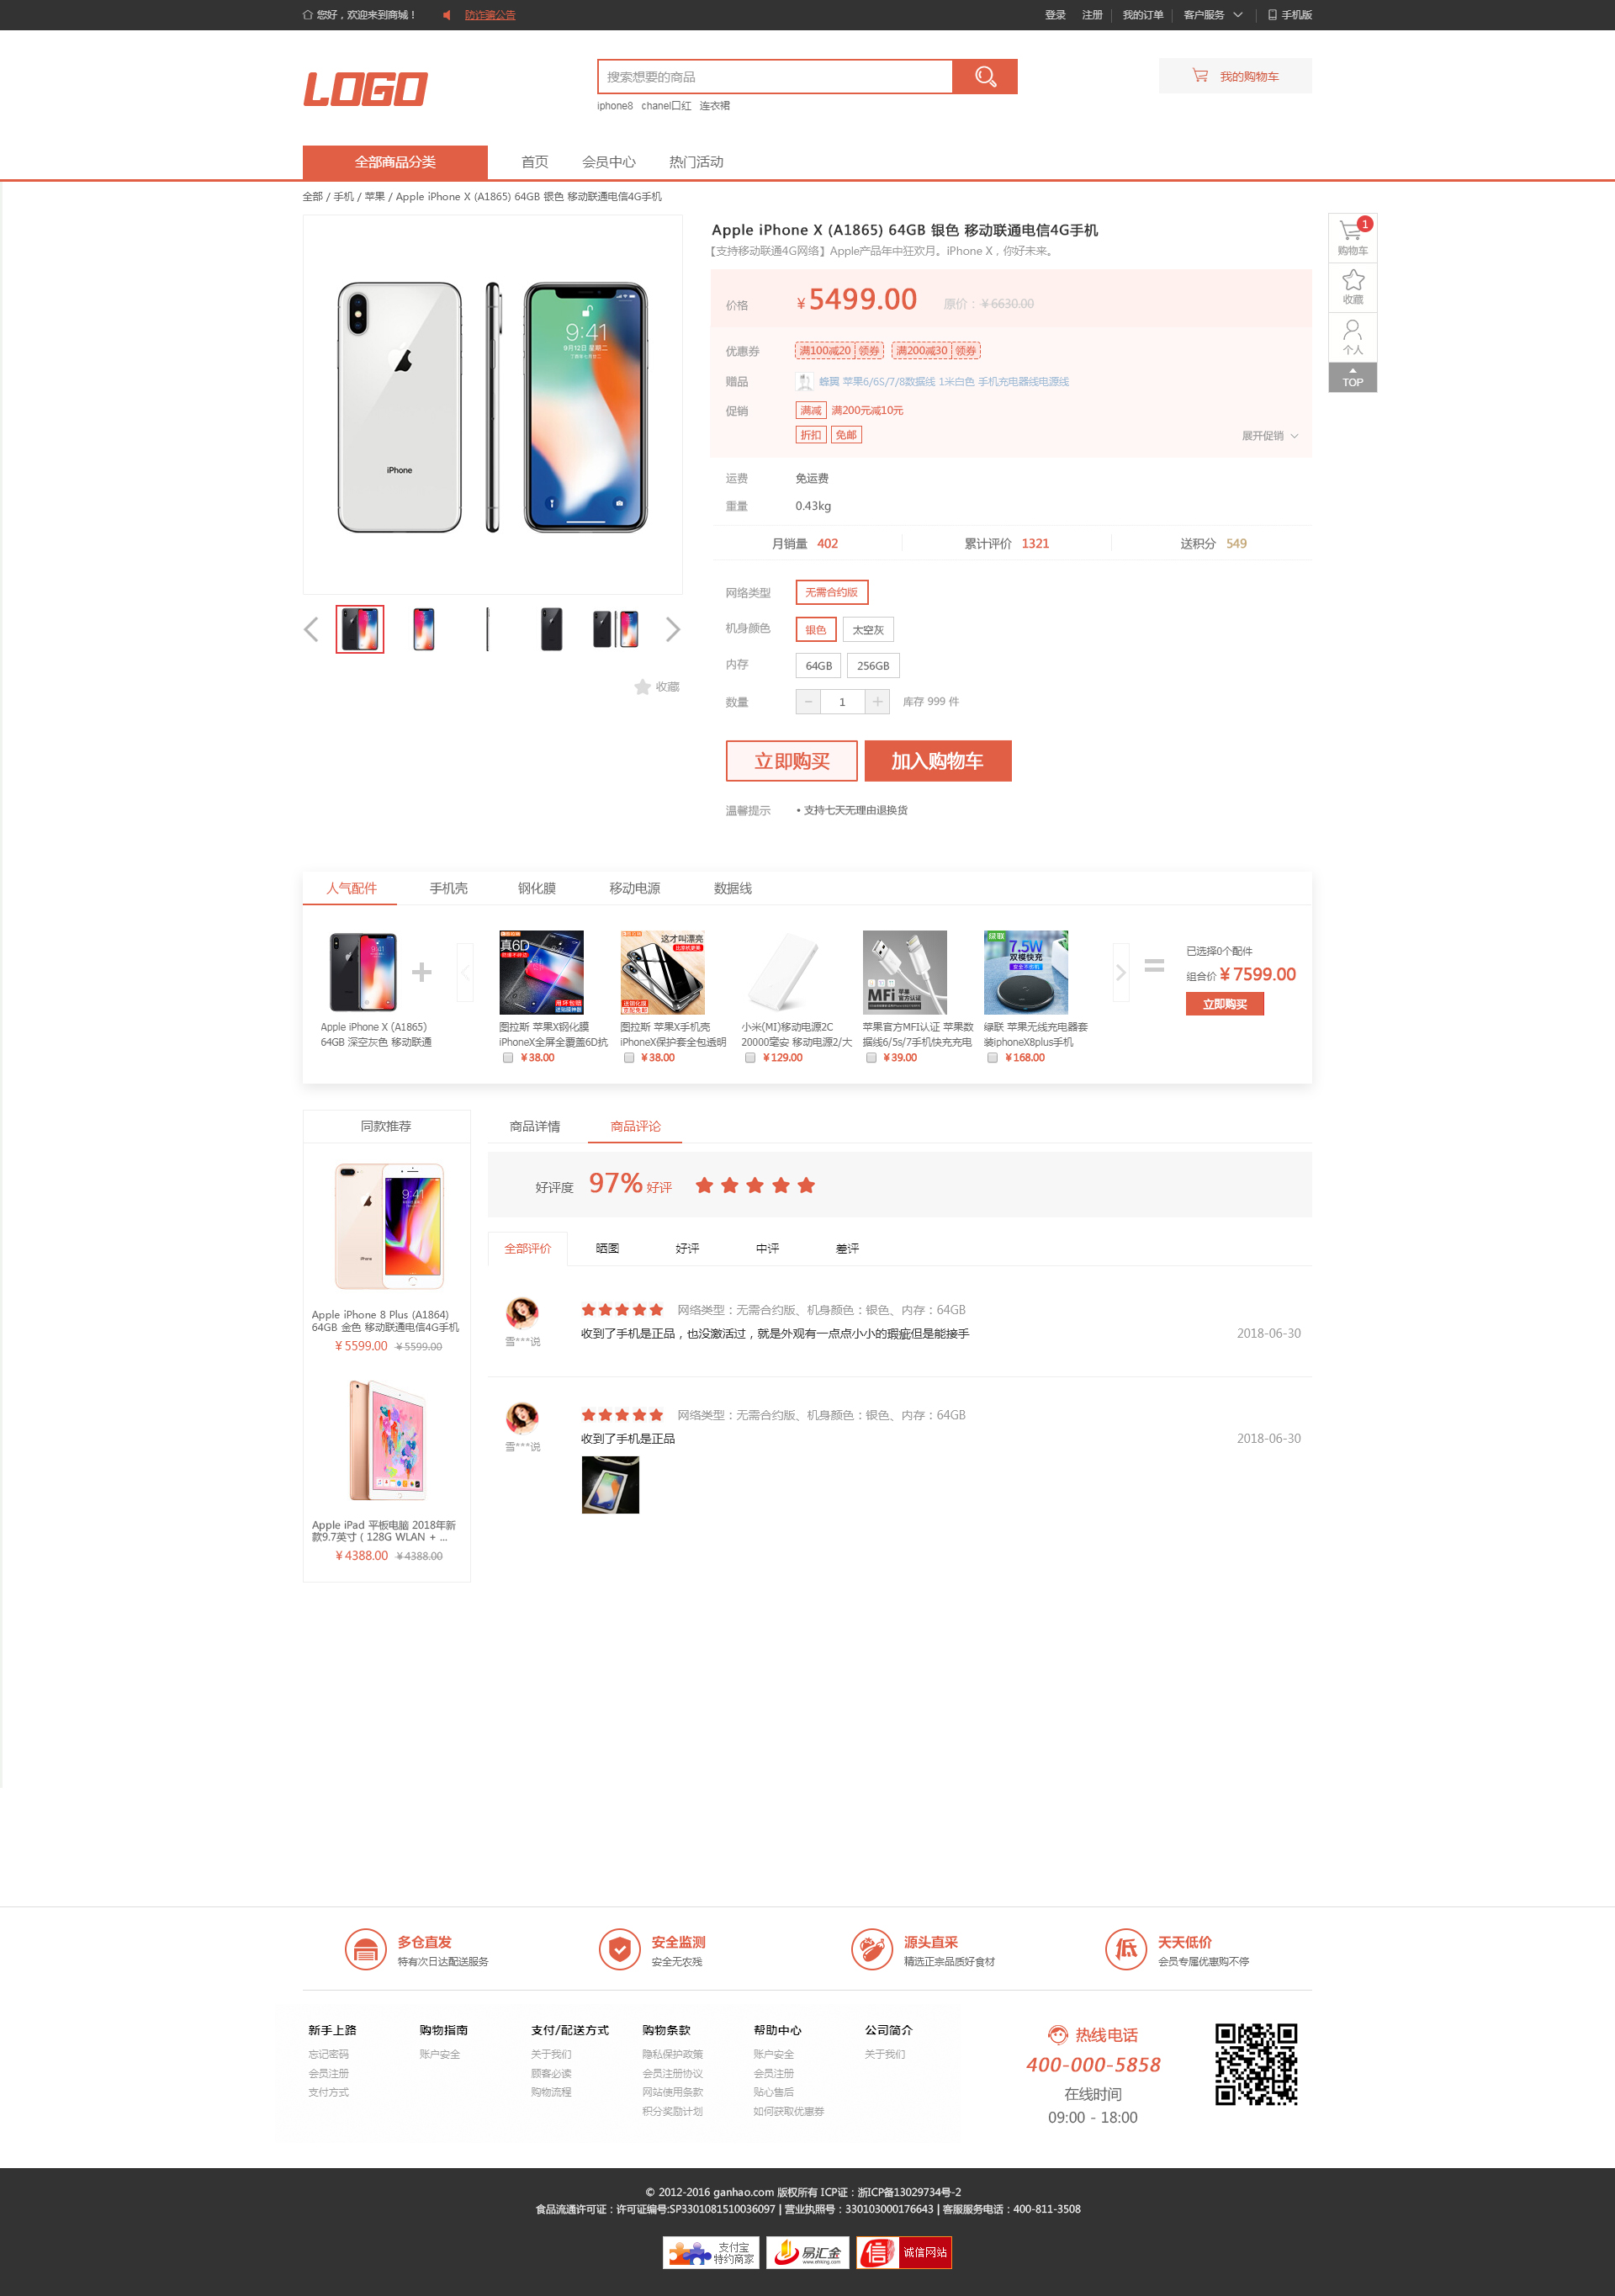 您好，欢迎来到商城！ 防诈骗公告 登录 注册 我的订单 客户服务 手机版
LOGO
搜索想要的商品
我的购物车
iphone8 chanel口红 连衣裙
全部商品分类 首页 会员中心 热门活动
全部 / 手机 / 苹果 / Apple iPhone X (A1865) 64GB 银色 移动联通电信4G手机
Apple iPhone X (A1865) 64GB 银色 移动联通电信4G手机
【支持移动联通4G网络】Apple产品年中狂欢月。iPhone X，你好未来。
1
购物车
收藏
个人
TOP
9:41
9月12日 星期二
iPhone
价格 ¥5499.00 原价：¥6630.00
优惠券 满100减20 领券 满200减30 领券
赠品 蜂翼 苹果6/6S/7/8数据线 1米白色 手机充电器线电源线
促销 满减 满200元减10元
折扣 免邮 展开促销
运费 免运费
重量 0.43kg
月销量 402 累计评价 1321 送积分 549
网络类型 无需合约版
机身颜色 银色 太空灰
内存 64GB 256GB
收藏
数量 - 1 + 库存 999 件
立即购买 加入购物车
温馨提示 • 支持七天无理由退换货
人气配件 手机壳 钢化膜 移动电源 数据线
真6D
这才叫漂亮
MFi 苹果官方认证
绿联
7.5W
双模快充
+ =
Apple iPhone X (A1865)
64GB 深空灰色 移动联通
图拉斯 苹果X钢化膜
iPhoneX全屏全覆盖6D抗
¥38.00
图拉斯 苹果X手机壳
iPhoneX保护套全包透明
¥38.00
小米(MI)移动电源2C
20000毫安 移动电源2/大
¥129.00
苹果官方MFI认证 苹果数
据线6/5s/7手机快充充电
¥39.00
绿联 苹果无线充电器套
装iphoneX8plus手机
¥168.00
已选择0个配件
组合价 ¥7599.00
立即购买
同款推荐
9:41
iPhone
Apple iPhone 8 Plus (A1864)
64GB 金色 移动联通电信4G手机
¥5599.00 ¥5599.00
Apple iPad 平板电脑 2018年新
款9.7英寸（128G WLAN + ...
¥4388.00 ¥4388.00
商品详情 商品评论
好评度 97% 好评
全部评价 晒图 好评 中评 差评
网络类型：无需合约版、机身颜色：银色、内存：64GB
收到了手机是正品，也没激活过，就是外观有一点点小小的瑕疵但是能接手 2018-06-30
雪***说
网络类型：无需合约版、机身颜色：银色、内存：64GB
收到了手机是正品 2018-06-30
雪***说
多仓直发
特有次日达配送服务
安全监测
安全无农残
源头直采
精选正宗品质好食材
低
天天低价
会员专属优惠购不停
新手上路
忘记密码
会员注册
支付方式
购物指南
账户安全
支付/配送方式
关于我们
顾客必读
购物流程
购物条款
隐私保护政策
会员注册协议
网站使用条款
积分奖励计划
帮助中心
账户安全
会员注册
贴心售后
如何获取优惠券
公司简介
关于我们
热线电话
400-000-5858
在线时间
09:00 - 18:00
© 2012-2016 ganhao.com 版权所有 ICP证：浙ICP备13029734号-2
食品流通许可证：许可证编号:SP3301081510036097 | 营业执照号：330103000176643 | 客服服务电话：400-811-3508
支付宝
特约商家
易汇金
www.ehking.com
信 诚信网站